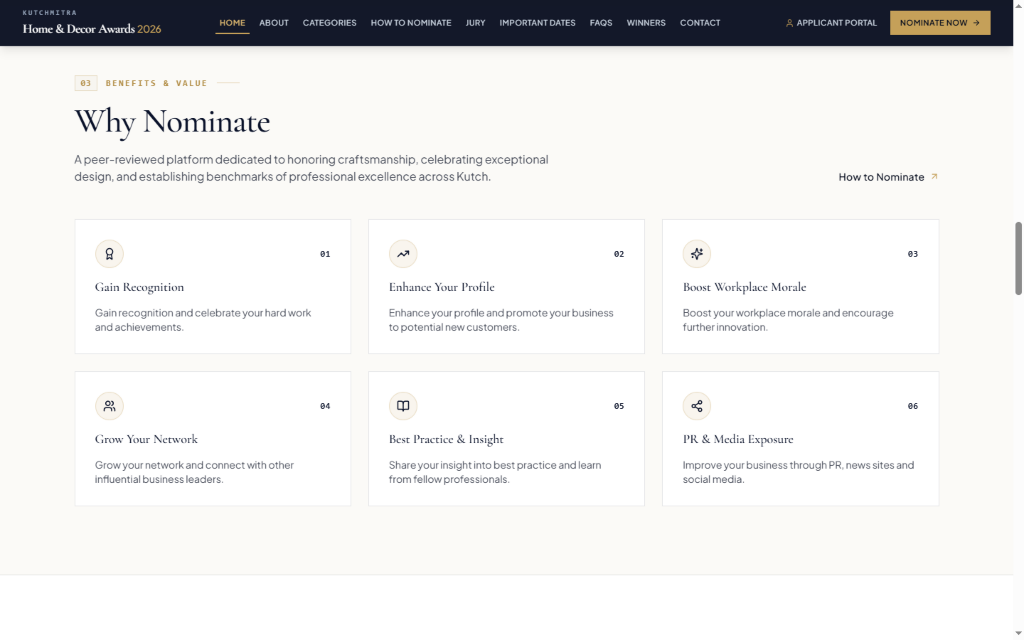 KUTCHMITRA
Home & Decor Awards 2026
HOME ABOUT CATEGORIES HOW TO NOMINATE JURY IMPORTANT DATES FAQS WINNERS CONTACT
APPLICANT PORTAL
NOMINATE NOW →
03 BENEFITS & VALUE
Why Nominate
A peer-reviewed platform dedicated to honoring craftsmanship, celebrating exceptional
design, and establishing benchmarks of professional excellence across Kutch.
How to Nominate
01
Gain Recognition
Gain recognition and celebrate your hard work
and achievements.
02
Enhance Your Profile
Enhance your profile and promote your business
to potential new customers.
03
Boost Workplace Morale
Boost your workplace morale and encourage
further innovation.
04
Grow Your Network
Grow your network and connect with other
influential business leaders.
05
Best Practice & Insight
Share your insight into best practice and learn
from fellow professionals.
06
PR & Media Exposure
Improve your business through PR, news sites and
social media.